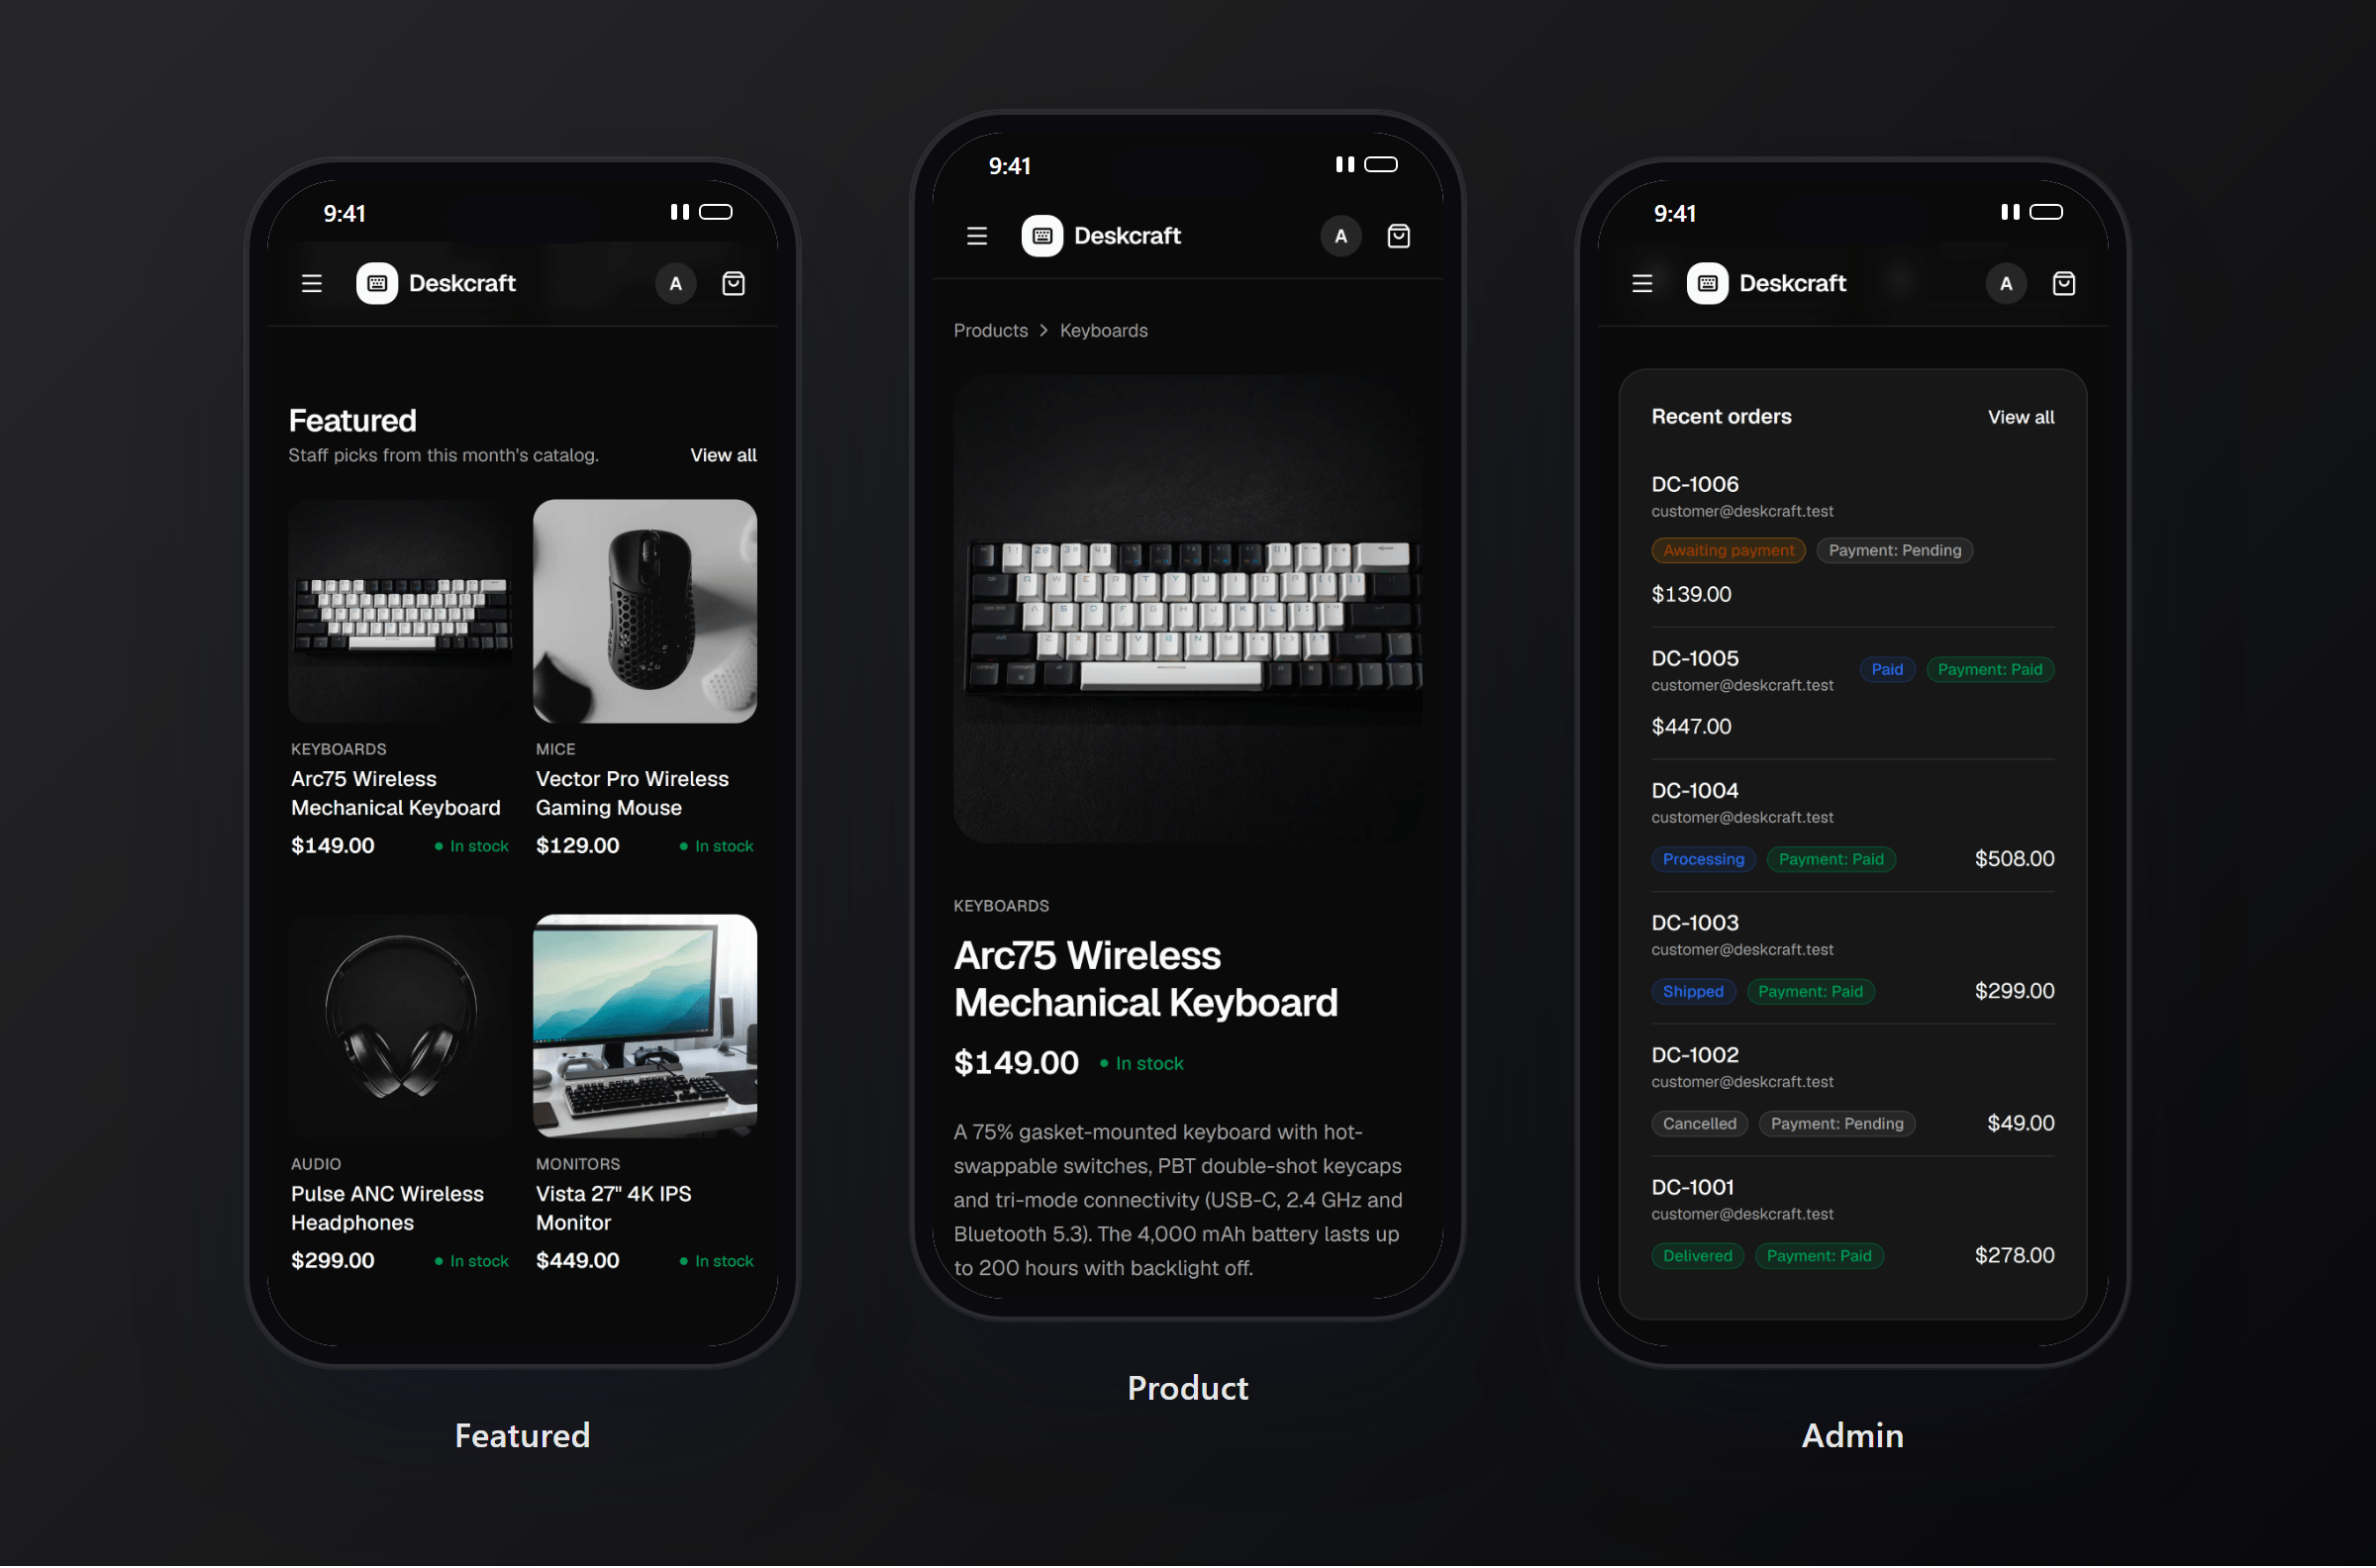 9:41
Deskcraft
A
Featured
Staff picks from this month's catalog.
View all
KEYBOARDS
Arc75 Wireless
Mechanical Keyboard
$149.00
In stock
MICE
Vector Pro Wireless
Gaming Mouse
$129.00
In stock
AUDIO
Pulse ANC Wireless
Headphones
$299.00
In stock
MONITORS
Vista 27" 4K IPS
Monitor
$449.00
In stock
Featured
9:41
Deskcraft
A
Products > Keyboards
KEYBOARDS
Arc75 Wireless
Mechanical Keyboard
$149.00
In stock
A 75% gasket-mounted keyboard with hot-
swappable switches, PBT double-shot keycaps
and tri-mode connectivity (USB-C, 2.4 GHz and
Bluetooth 5.3). The 4,000 mAh battery lasts up
to 200 hours with backlight off.
Product
9:41
Deskcraft
A
Recent orders
View all
DC-1006
customer@deskcraft.test
Awaiting payment
Payment: Pending
$139.00
DC-1005
customer@deskcraft.test
Paid
Payment: Paid
$447.00
DC-1004
customer@deskcraft.test
Processing
Payment: Paid
$508.00
DC-1003
customer@deskcraft.test
Shipped
Payment: Paid
$299.00
DC-1002
customer@deskcraft.test
Cancelled
Payment: Pending
$49.00
DC-1001
customer@deskcraft.test
Delivered
Payment: Paid
$278.00
Admin